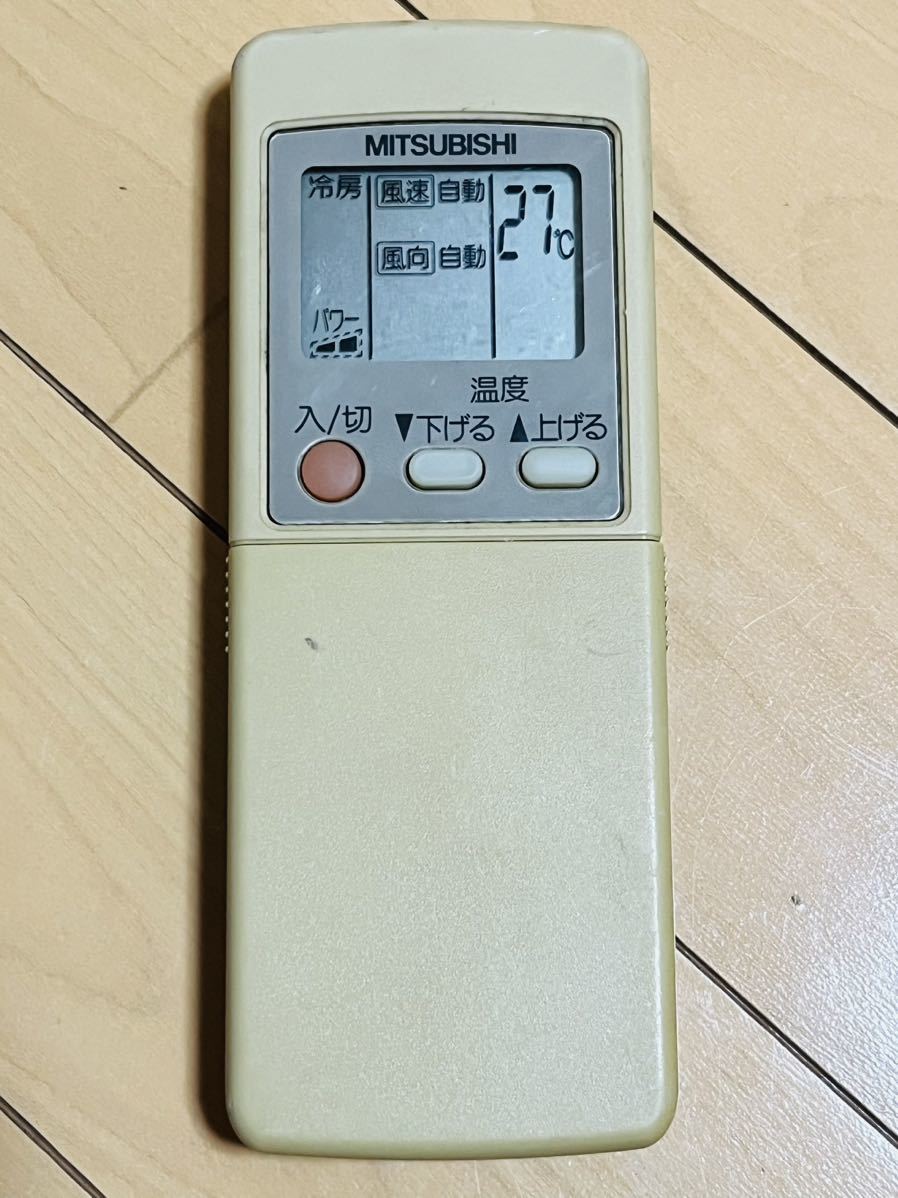 MITSUBISHI
冷房 風速 自動 27℃
風向 自動
パワー
温度
入/切 ▼下げる ▲上げる